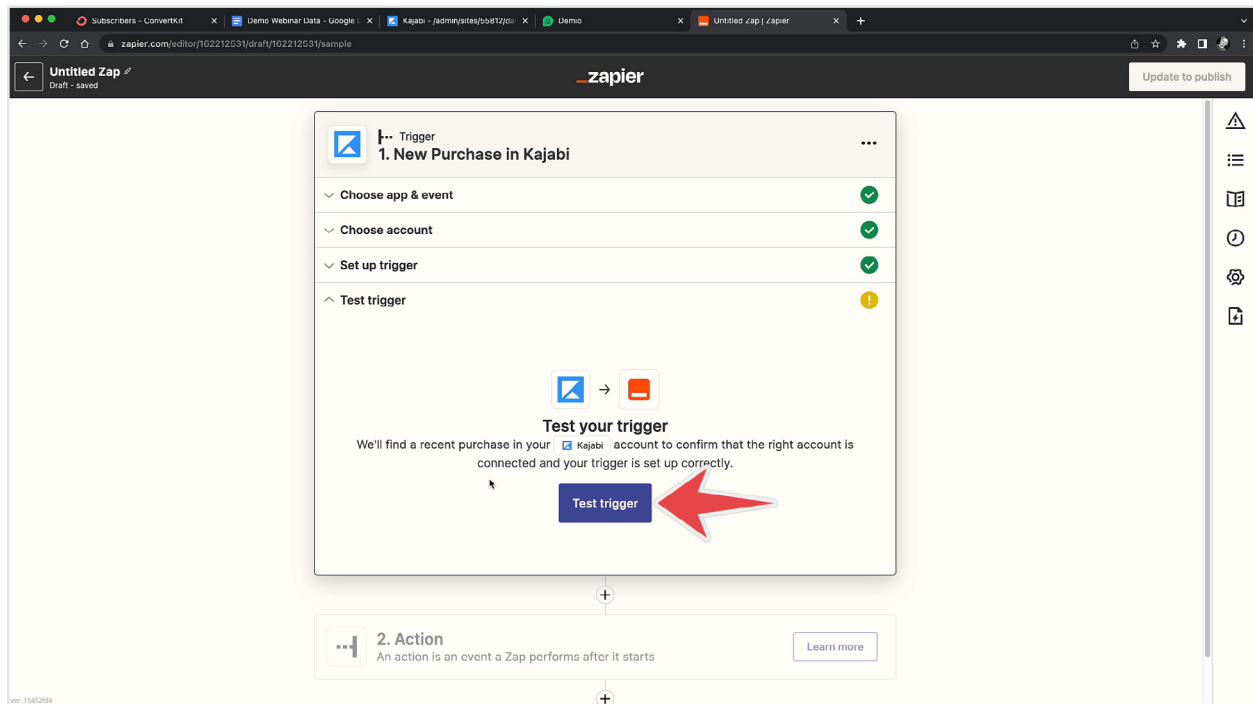 Subscribers - ConvertKit
Demo Webinar Data - Google
Kajabi - /admin/sites/55812/da
Demio
Untitled Zap | Zapier
zapier.com/editor/102212531/draft/102212531/sample
Untitled Zap
Draft - saved
_zapier
Update to publish
Trigger
1. New Purchase in Kajabi
Choose app & event
Choose account
Set up trigger
Test trigger
Test your trigger
We'll find a recent purchase in your Kajabi account to confirm that the right account is
connected and your trigger is set up correctly.
Test trigger
2. Action
An action is an event a Zap performs after it starts
Learn more
ver. 15452fd4